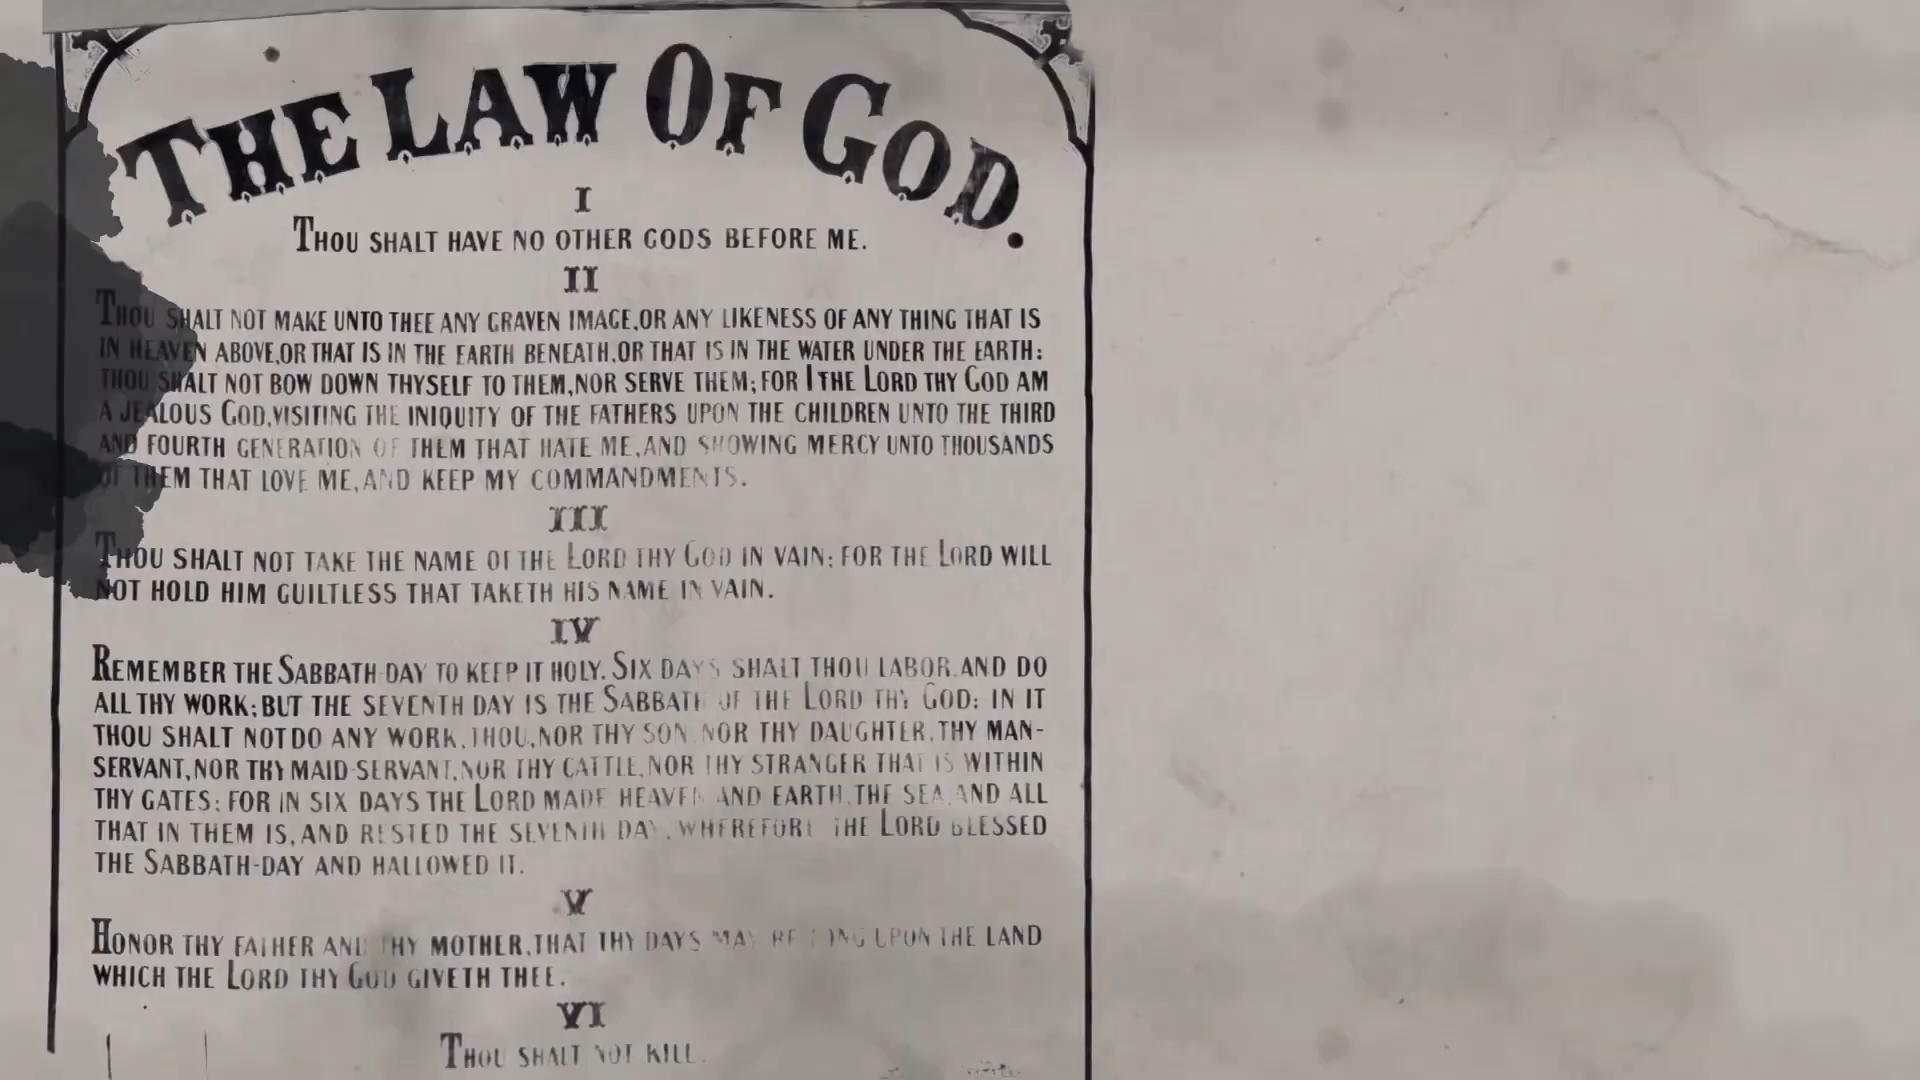 THE LAW OF GOD.
I
THOU SHALT HAVE NO OTHER GODS BEFORE ME.
II
THOU SHALT NOT MAKE UNTO THEE ANY GRAVEN IMAGE, OR ANY LIKENESS OF ANY THING THAT IS
IN HEAVEN ABOVE, OR THAT IS IN THE EARTH BENEATH, OR THAT IS IN THE WATER UNDER THE EARTH:
THOU SHALT NOT BOW DOWN THYSELF TO THEM, NOR SERVE THEM; FOR I THE LORD THY GOD AM
A JEALOUS GOD, VISITING THE INIQUITY OF THE FATHERS UPON THE CHILDREN UNTO THE THIRD
AND FOURTH GENERATION OF THEM THAT HATE ME, AND SHOWING MERCY UNTO THOUSANDS
OF THEM THAT LOVE ME, AND KEEP MY COMMANDMENTS.
III
THOU SHALT NOT TAKE THE NAME OF THE LORD THY GOD IN VAIN; FOR THE LORD WILL
NOT HOLD HIM GUILTLESS THAT TAKETH HIS NAME IN VAIN.
IV
REMEMBER THE SABBATH-DAY TO KEEP IT HOLY. SIX DAYS SHALT THOU LABOR, AND DO
ALL THY WORK; BUT THE SEVENTH DAY IS THE SABBATH OF THE LORD THY GOD: IN IT
THOU SHALT NOT DO ANY WORK, THOU, NOR THY SON, NOR THY DAUGHTER, THY MAN-
SERVANT, NOR THY MAID-SERVANT, NOR THY CATTLE, NOR THY STRANGER THAT IS WITHIN
THY GATES; FOR IN SIX DAYS THE LORD MADE HEAVEN AND EARTH, THE SEA, AND ALL
THAT IN THEM IS, AND RESTED THE SEVENTH DAY, WHEREFORE THE LORD BLESSED
THE SABBATH-DAY AND HALLOWED IT.
V
HONOR THY FATHER AND THY MOTHER, THAT THY DAYS MAY BE LONG UPON THE LAND
WHICH THE LORD THY GOD GIVETH THEE.
VI
THOU SHALT NOT KILL.